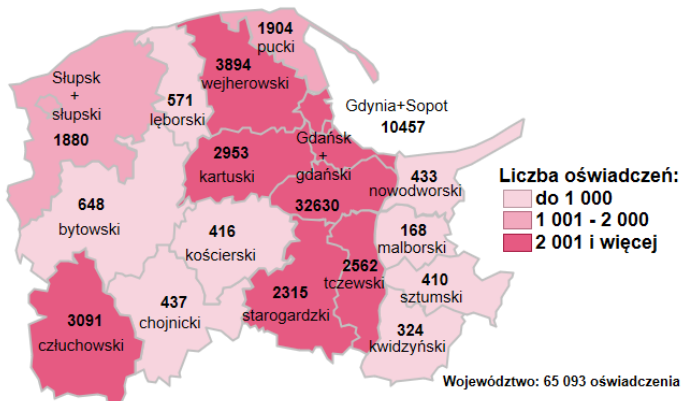 1904
pucki
3894
wejherowski
Słupsk
+
słupski
1880
571
lęborski
Gdynia+Sopot
10457
2953
kartuski
Gdańsk
+
gdański
32630
433
nowodworski
648
bytowski
416
kościerski
168
malborski
2562
tczewski
410
sztumski
2315
starogardzki
437
chojnicki
3091
człuchowski
324
kwidzyński
Liczba oświadczeń:
do 1 000
1 001 - 2 000
2 001 i więcej
Województwo: 65 093 oświadczenia